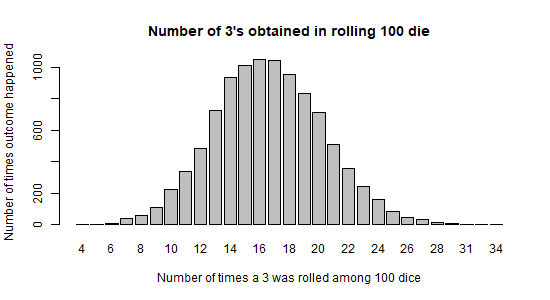 Number of 3's obtained in rolling 100 die
Number of times outcome happened
1000
600
200
0
4 6 8 10 12 14 16 18 20 22 24 26 28 31 34
Number of times a 3 was rolled among 100 dice